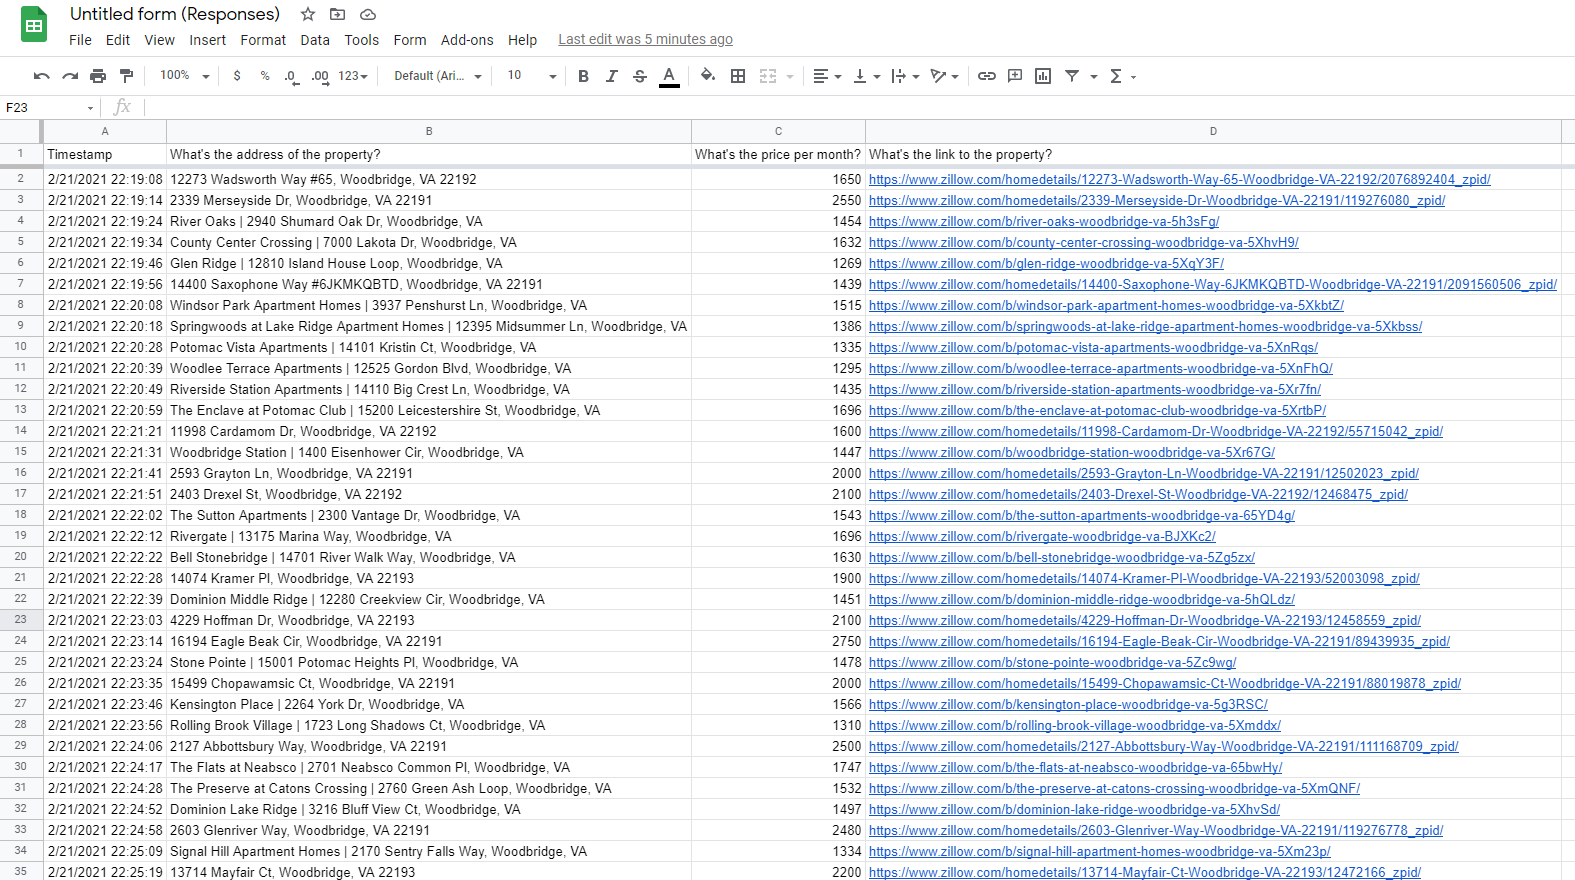 Untitled form (Responses)
File Edit View Insert Format Data Tools Form Add-ons Help Last edit was 5 minutes ago
100% $ % .0 .00 123 Default (Ari... 10 B I S A
F23 fx
A B C D
1 Timestamp What's the address of the property? What's the price per month? What's the link to the property?
2 2/21/2021 22:19:08 12273 Wadsworth Way #65, Woodbridge, VA 22192 1650 https://www.zillow.com/homedetails/12273-Wadsworth-Way-65-Woodbridge-VA-22192/2076892404_zpid/
3 2/21/2021 22:19:14 2339 Merseyside Dr, Woodbridge, VA 22191 2550 https://www.zillow.com/homedetails/2339-Merseyside-Dr-Woodbridge-VA-22191/119276080_zpid/
4 2/21/2021 22:19:24 River Oaks | 2940 Shumard Oak Dr, Woodbridge, VA 1454 https://www.zillow.com/b/river-oaks-woodbridge-va-5h3sFg/
5 2/21/2021 22:19:34 County Center Crossing | 7000 Lakota Dr, Woodbridge, VA 1632 https://www.zillow.com/b/county-center-crossing-woodbridge-va-5XhvH9/
6 2/21/2021 22:19:46 Glen Ridge | 12810 Island House Loop, Woodbridge, VA 1269 https://www.zillow.com/b/glen-ridge-woodbridge-va-5XqY3F/
7 2/21/2021 22:19:56 14400 Saxophone Way #6JKMKQBTD, Woodbridge, VA 22191 1439 https://www.zillow.com/homedetails/14400-Saxophone-Way-6JKMKQBTD-Woodbridge-VA-22191/2091560506_zpid/
8 2/21/2021 22:20:08 Windsor Park Apartment Homes | 3937 Penshurst Ln, Woodbridge, VA 1515 https://www.zillow.com/b/windsor-park-apartment-homes-woodbridge-va-5XkbtZ/
9 2/21/2021 22:20:18 Springwoods at Lake Ridge Apartment Homes | 12395 Midsummer Ln, Woodbridge, VA 1386 https://www.zillow.com/b/springwoods-at-lake-ridge-apartment-homes-woodbridge-va-5Xkbss/
10 2/21/2021 22:20:28 Potomac Vista Apartments | 14101 Kristin Ct, Woodbridge, VA 1335 https://www.zillow.com/b/potomac-vista-apartments-woodbridge-va-5XnRqs/
11 2/21/2021 22:20:39 Woodlee Terrace Apartments | 12525 Gordon Blvd, Woodbridge, VA 1295 https://www.zillow.com/b/woodlee-terrace-apartments-woodbridge-va-5XnFhQ/
12 2/21/2021 22:20:49 Riverside Station Apartments | 14110 Big Crest Ln, Woodbridge, VA 1435 https://www.zillow.com/b/riverside-station-apartments-woodbridge-va-5Xr7fn/
13 2/21/2021 22:20:59 The Enclave at Potomac Club | 15200 Leicestershire St, Woodbridge, VA 1696 https://www.zillow.com/b/the-enclave-at-potomac-club-woodbridge-va-5XrtbP/
14 2/21/2021 22:21:21 11998 Cardamom Dr, Woodbridge, VA 22192 1600 https://www.zillow.com/homedetails/11998-Cardamom-Dr-Woodbridge-VA-22192/55715042_zpid/
15 2/21/2021 22:21:31 Woodbridge Station | 1400 Eisenhower Cir, Woodbridge, VA 1447 https://www.zillow.com/b/woodbridge-station-woodbridge-va-5Xr67G/
16 2/21/2021 22:21:41 2593 Grayton Ln, Woodbridge, VA 22191 2000 https://www.zillow.com/homedetails/2593-Grayton-Ln-Woodbridge-VA-22191/12502023_zpid/
17 2/21/2021 22:21:51 2403 Drexel St, Woodbridge, VA 22192 2100 https://www.zillow.com/homedetails/2403-Drexel-St-Woodbridge-VA-22192/12468475_zpid/
18 2/21/2021 22:22:02 The Sutton Apartments | 2300 Vantage Dr, Woodbridge, VA 1543 https://www.zillow.com/b/the-sutton-apartments-woodbridge-va-65YD4g/
19 2/21/2021 22:22:12 Rivergate | 13175 Marina Way, Woodbridge, VA 1696 https://www.zillow.com/b/rivergate-woodbridge-va-BJXKc2/
20 2/21/2021 22:22:22 Bell Stonebridge | 14701 River Walk Way, Woodbridge, VA 1630 https://www.zillow.com/b/bell-stonebridge-woodbridge-va-5Zg5zx/
21 2/21/2021 22:22:28 14074 Kramer Pl, Woodbridge, VA 22193 1900 https://www.zillow.com/homedetails/14074-Kramer-Pl-Woodbridge-VA-22193/52003098_zpid/
22 2/21/2021 22:22:39 Dominion Middle Ridge | 12280 Creekview Cir, Woodbridge, VA 1451 https://www.zillow.com/b/dominion-middle-ridge-woodbridge-va-5hQLdz/
23 2/21/2021 22:23:03 4229 Hoffman Dr, Woodbridge, VA 22193 2100 https://www.zillow.com/homedetails/4229-Hoffman-Dr-Woodbridge-VA-22193/12458559_zpid/
24 2/21/2021 22:23:14 16194 Eagle Beak Cir, Woodbridge, VA 22191 2750 https://www.zillow.com/homedetails/16194-Eagle-Beak-Cir-Woodbridge-VA-22191/89439935_zpid/
25 2/21/2021 22:23:24 Stone Pointe | 15001 Potomac Heights Pl, Woodbridge, VA 1478 https://www.zillow.com/b/stone-pointe-woodbridge-va-5Zc9wg/
26 2/21/2021 22:23:35 15499 Chopawamsic Ct, Woodbridge, VA 22191 2000 https://www.zillow.com/homedetails/15499-Chopawamsic-Ct-Woodbridge-VA-22191/88019878_zpid/
27 2/21/2021 22:23:46 Kensington Place | 2264 York Dr, Woodbridge, VA 1566 https://www.zillow.com/b/kensington-place-woodbridge-va-5g3RSC/
28 2/21/2021 22:23:56 Rolling Brook Village | 1723 Long Shadows Ct, Woodbridge, VA 1310 https://www.zillow.com/b/rolling-brook-village-woodbridge-va-5Xmddx/
29 2/21/2021 22:24:06 2127 Abbottsbury Way, Woodbridge, VA 22191 2500 https://www.zillow.com/homedetails/2127-Abbottsbury-Way-Woodbridge-VA-22191/111168709_zpid/
30 2/21/2021 22:24:17 The Flats at Neabsco | 2701 Neabsco Common Pl, Woodbridge, VA 1747 https://www.zillow.com/b/the-flats-at-neabsco-woodbridge-va-65bwHy/
31 2/21/2021 22:24:28 The Preserve at Catons Crossing | 2760 Green Ash Loop, Woodbridge, VA 1532 https://www.zillow.com/b/the-preserve-at-catons-crossing-woodbridge-va-5XmQNF/
32 2/21/2021 22:24:52 Dominion Lake Ridge | 3216 Bluff View Ct, Woodbridge, VA 1497 https://www.zillow.com/b/dominion-lake-ridge-woodbridge-va-5XhvSd/
33 2/21/2021 22:24:58 2603 Glenriver Way, Woodbridge, VA 22191 2480 https://www.zillow.com/homedetails/2603-Glenriver-Way-Woodbridge-VA-22191/119276778_zpid/
34 2/21/2021 22:25:09 Signal Hill Apartment Homes | 2170 Sentry Falls Way, Woodbridge, VA 1334 https://www.zillow.com/b/signal-hill-apartment-homes-woodbridge-va-5Xm23p/
35 2/21/2021 22:25:19 13714 Mayfair Ct, Woodbridge, VA 22193 2200 https://www.zillow.com/homedetails/13714-Mayfair-Ct-Woodbridge-VA-22193/12472166_zpid/